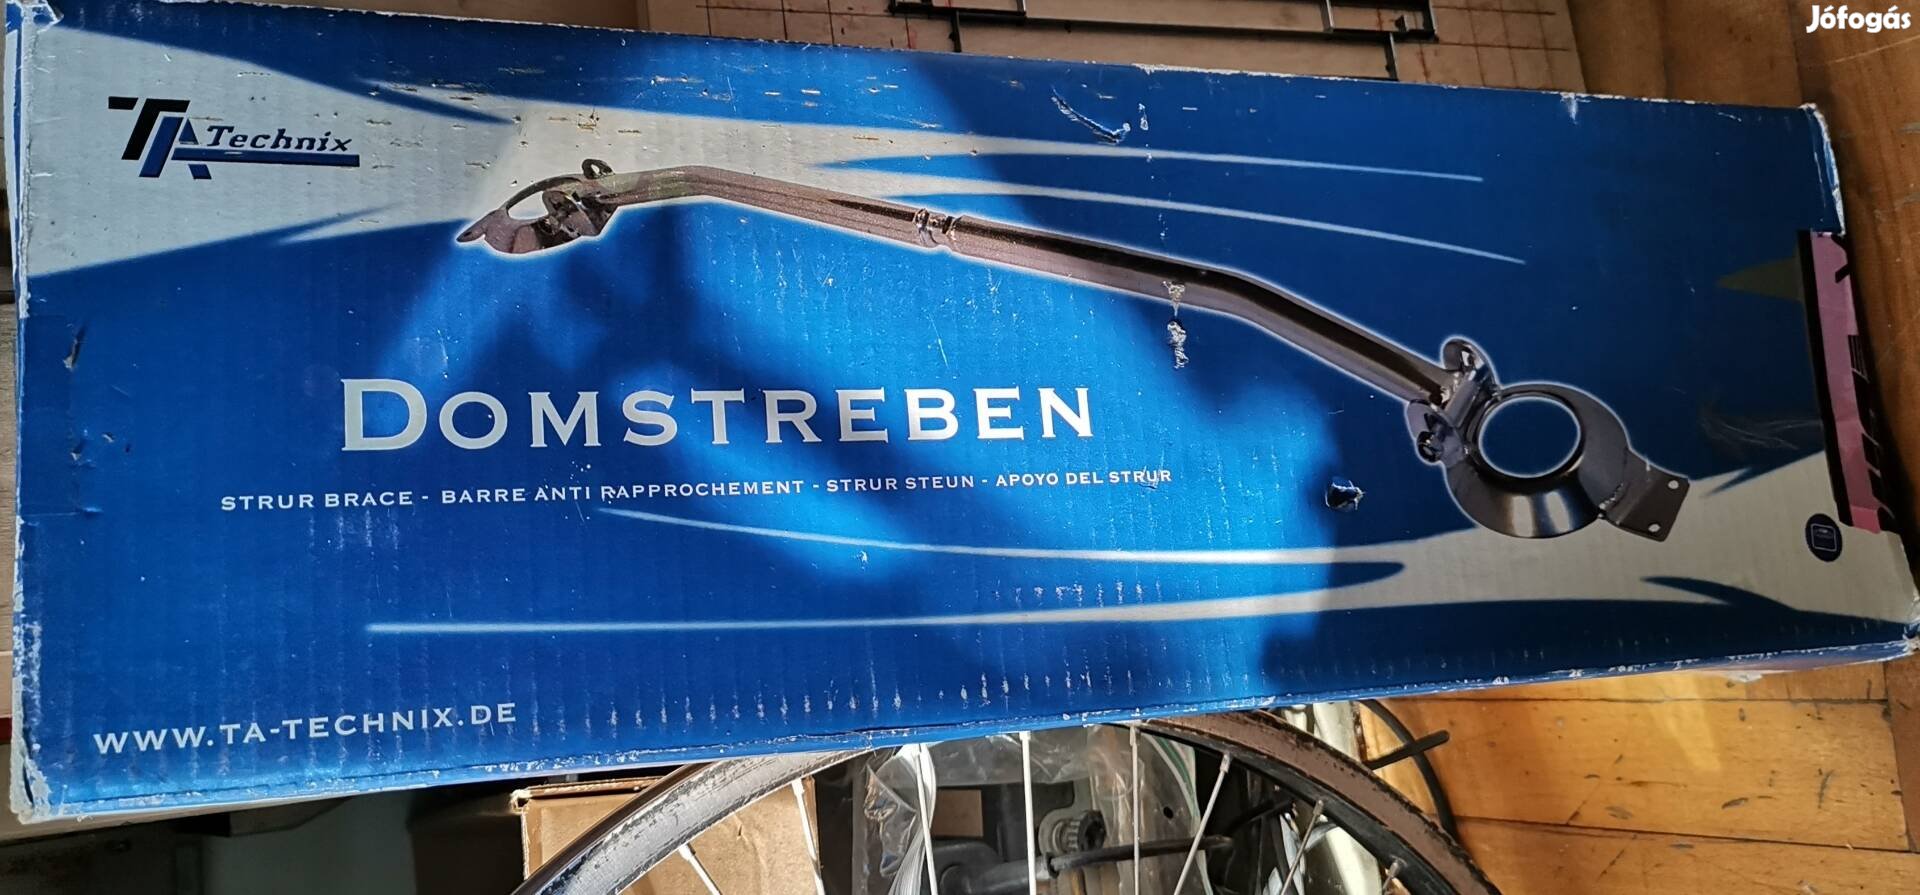 Jófogás
TA Technix
DOMSTREBEN
STRUR BRACE - BARRE ANTI RAPPROCHEMENT - STRUR STEUN - APOYO DEL STRUR
WWW.TA-TECHNIX.DE